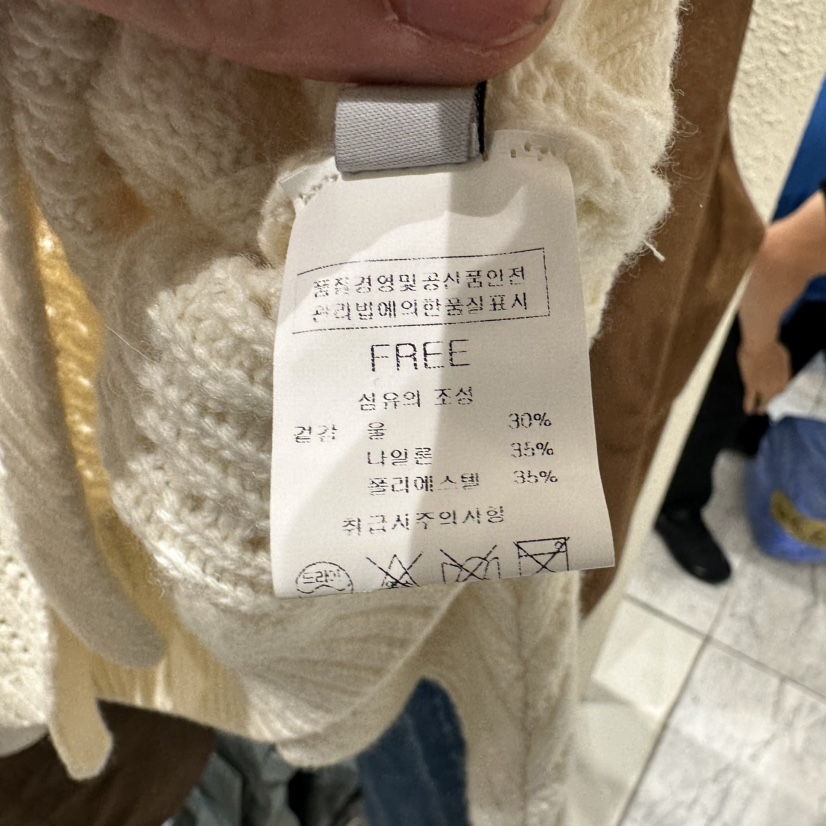 품질경영및공산품안전
관리법에의한품질표시
FREE
섬유의 조성
겉감 울 30%
나일론 35%
폴리에스텔 35%
취급시주의사항
드라이